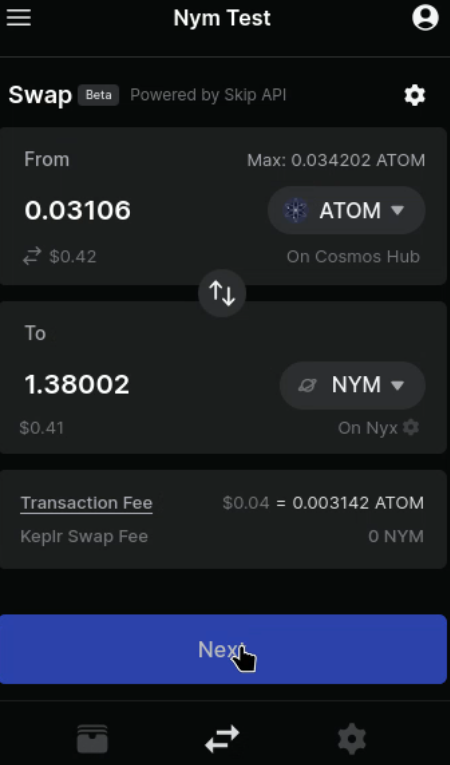 Nym Test
Swap Beta Powered by Skip API
From Max: 0.034202 ATOM
0.03106 ATOM
$0.42 On Cosmos Hub
To
1.38002 NYM
$0.41 On Nyx
Transaction Fee $0.04 = 0.003142 ATOM
Keplr Swap Fee 0 NYM
Next